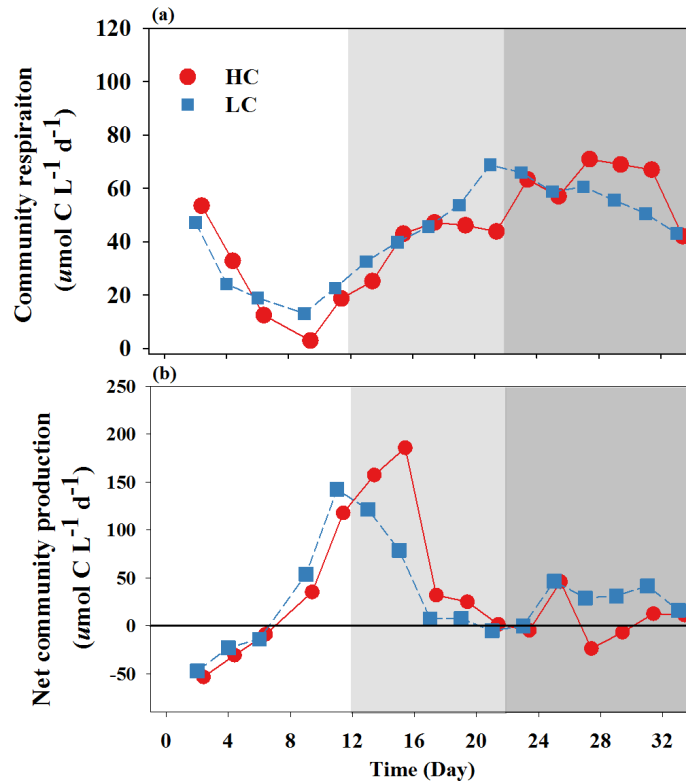 (a)
120
100
80
60
40
20
0
Community respiraiton
(umol C L-1 d-1)
HC
LC
(b)
250
200
150
100
50
0
-50
Net community production
(umol C L-1 d-1)
0 4 8 12 16 20 24 28 32
Time (Day)